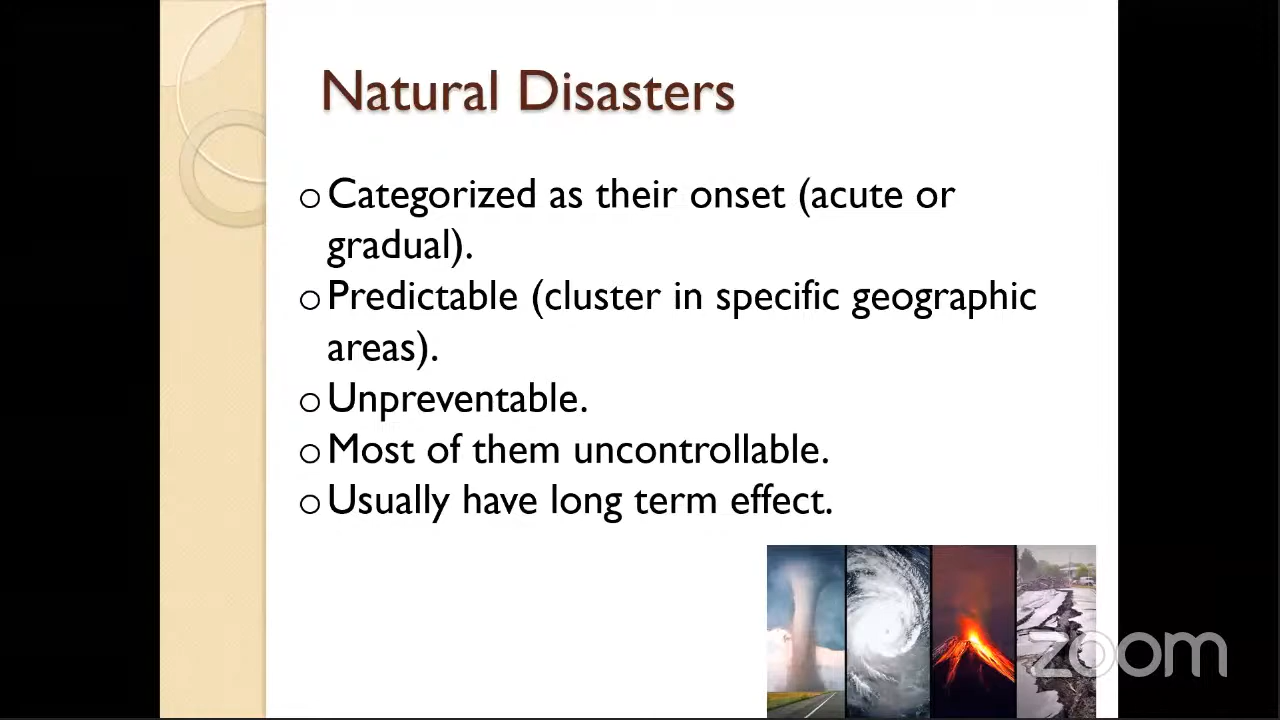 Natural Disasters
o Categorized as their onset (acute or
gradual).
o Predictable (cluster in specific geographic
areas).
o Unpreventable.
o Most of them uncontrollable.
o Usually have long term effect.
zoom